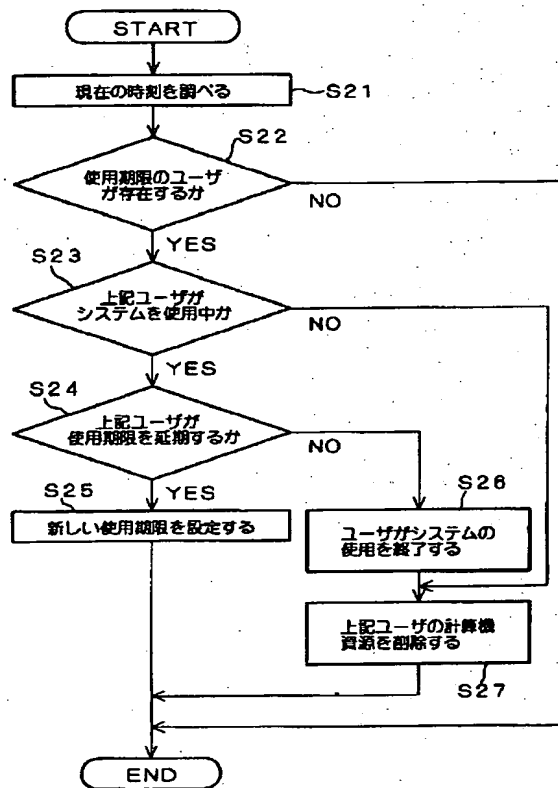 START
現在の時刻を調べる
S21
S22
使用期限のユーザ
が存在するか
NO
YES
S23
上記ユーザが
システムを使用中か
NO
YES
S24
上記ユーザが
使用期限を延期するか
NO
YES
S25
新しい使用期限を設定する
S26
ユーザがシステムの
使用を終了する
上記ユーザの計算機
資源を削除する
S27
END